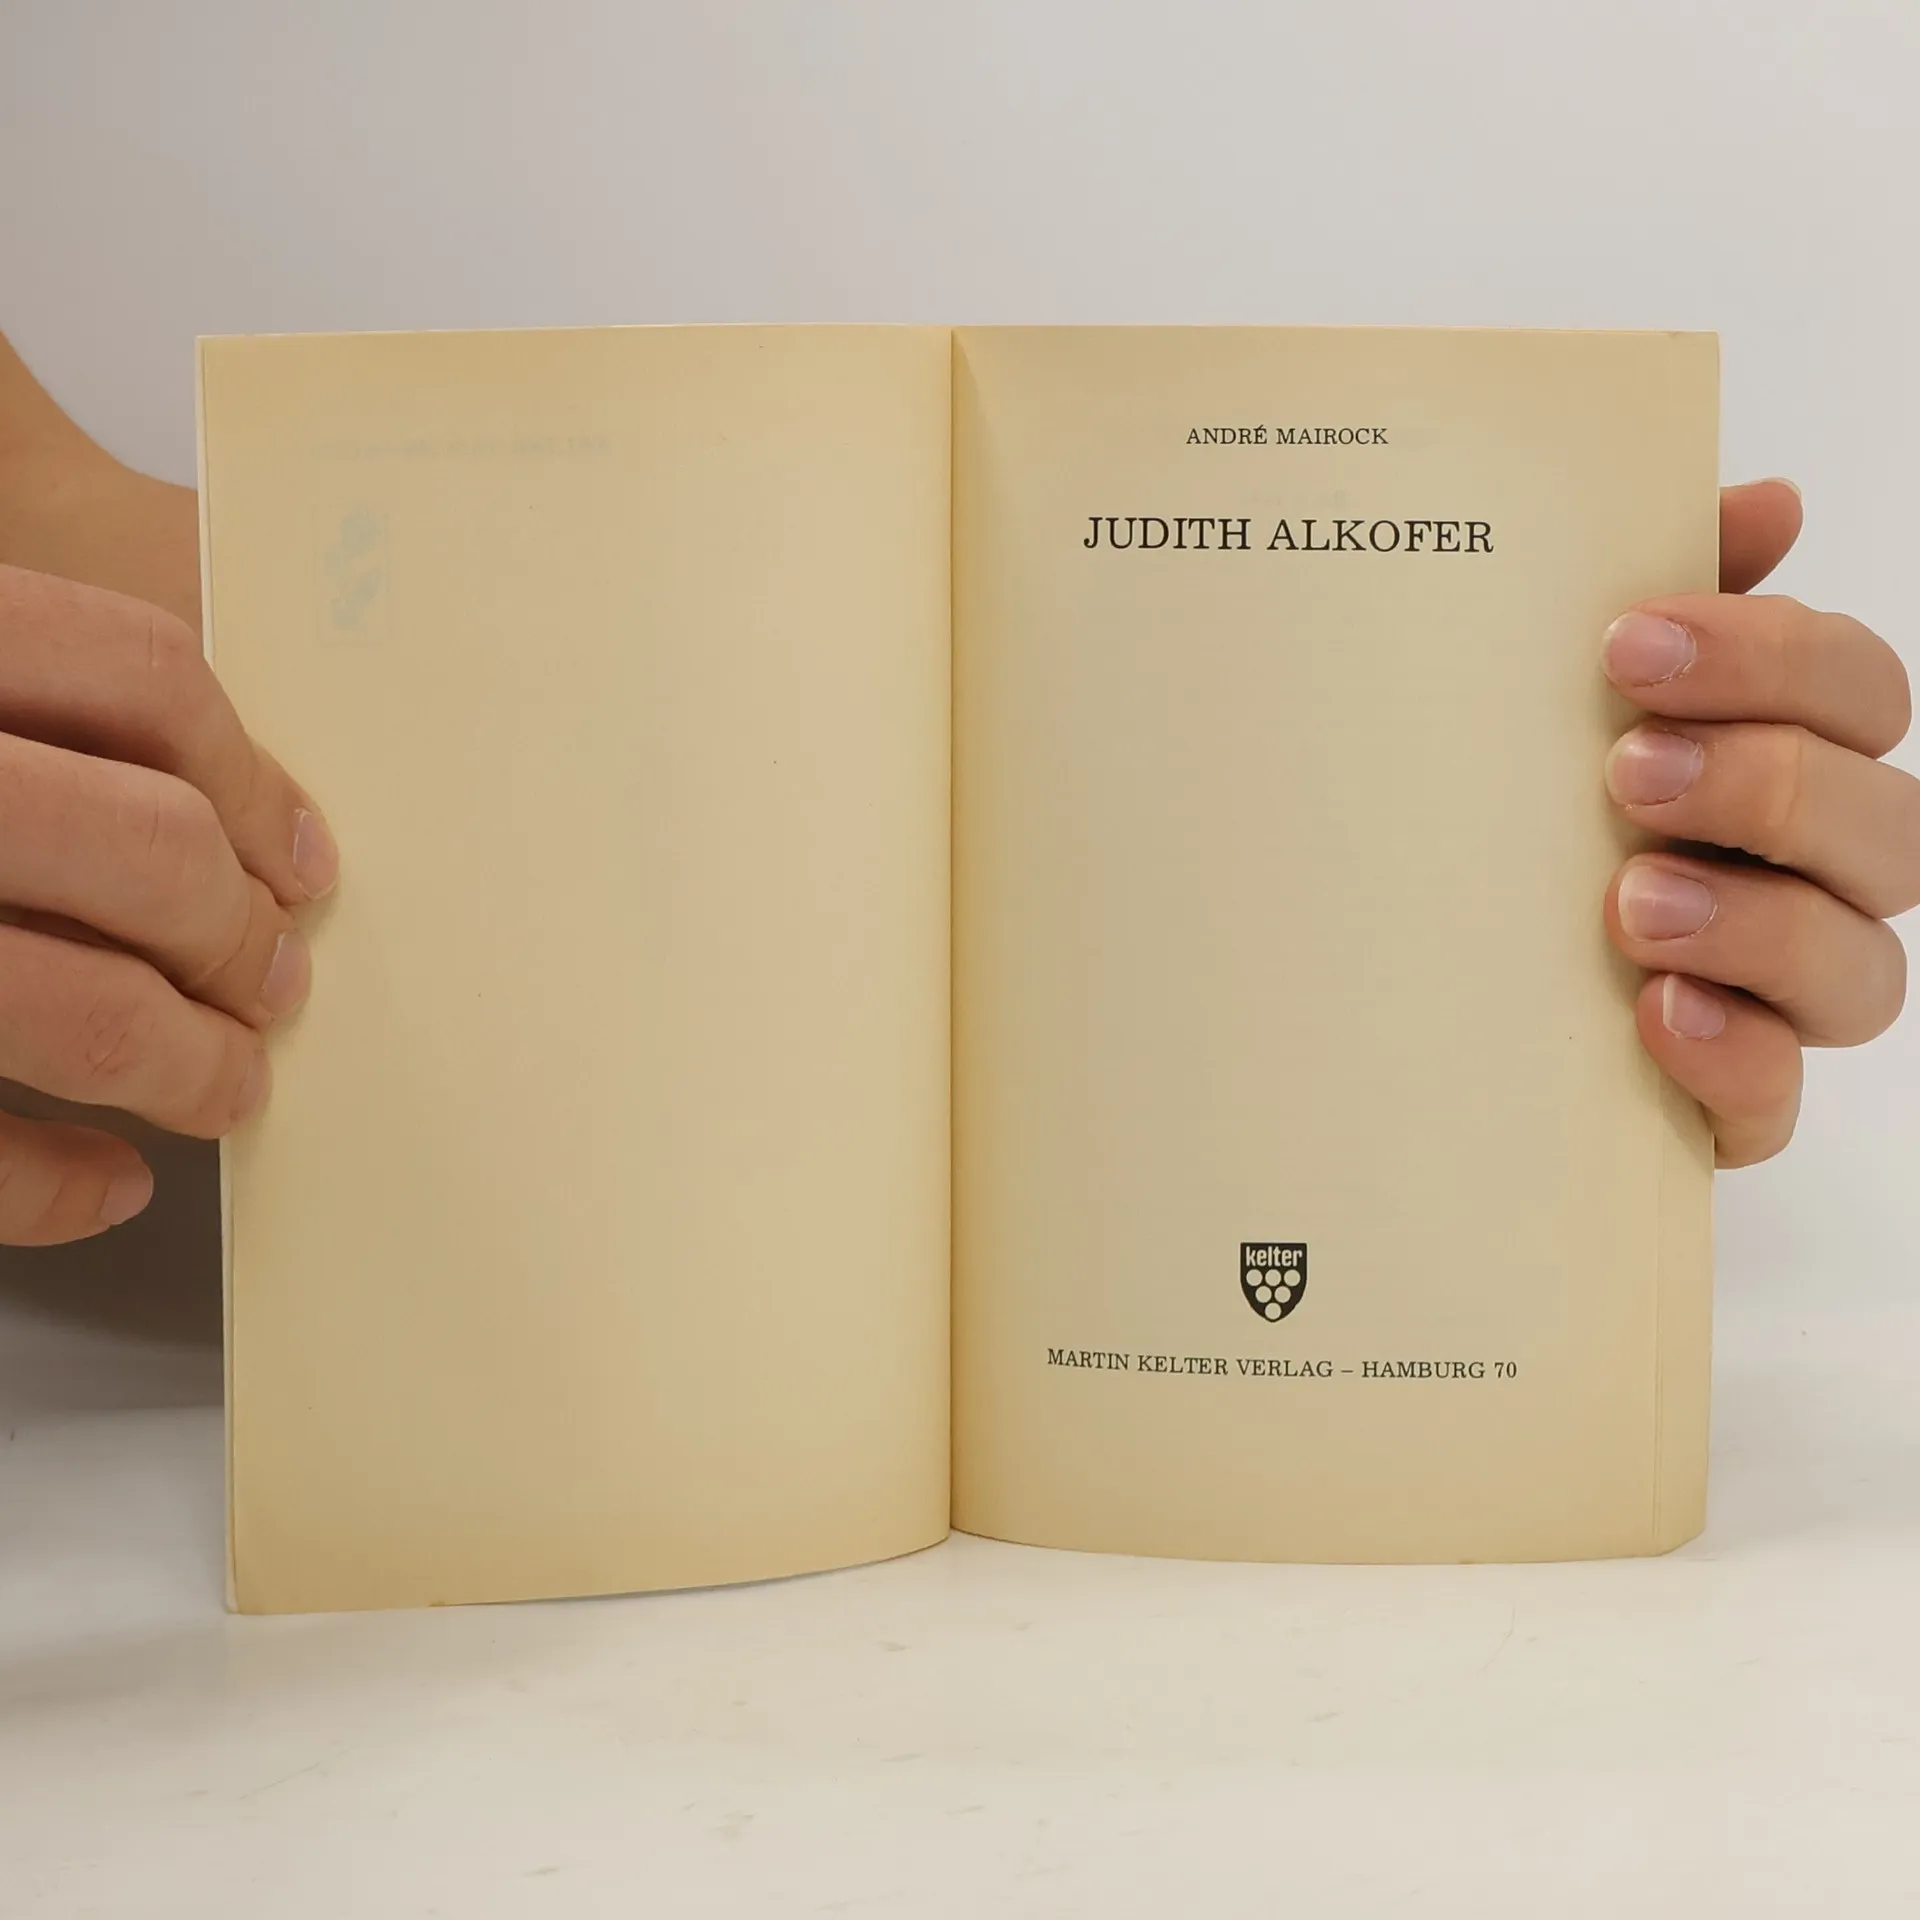 ANDRÉ MAIROCK
JUDITH ALKOFER
kelter
MARTIN KELTER VERLAG – HAMBURG 70